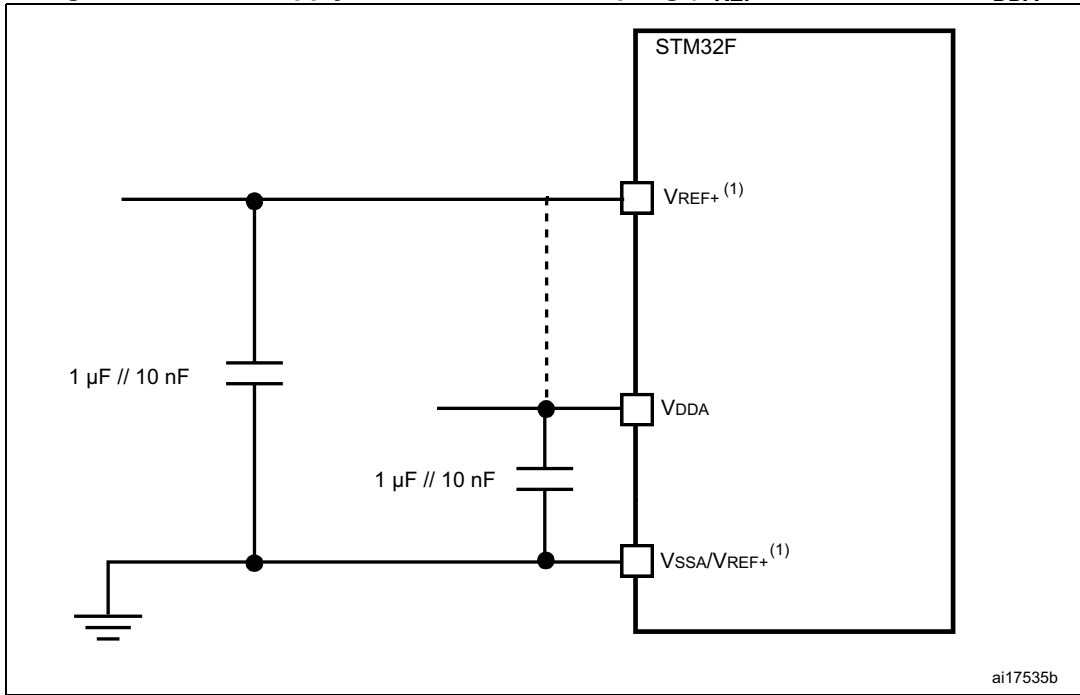 STM32F
VREF+ (1)
1 µF // 10 nF
VDDA
1 µF // 10 nF
VSSA/VREF+(1)
ai17535b